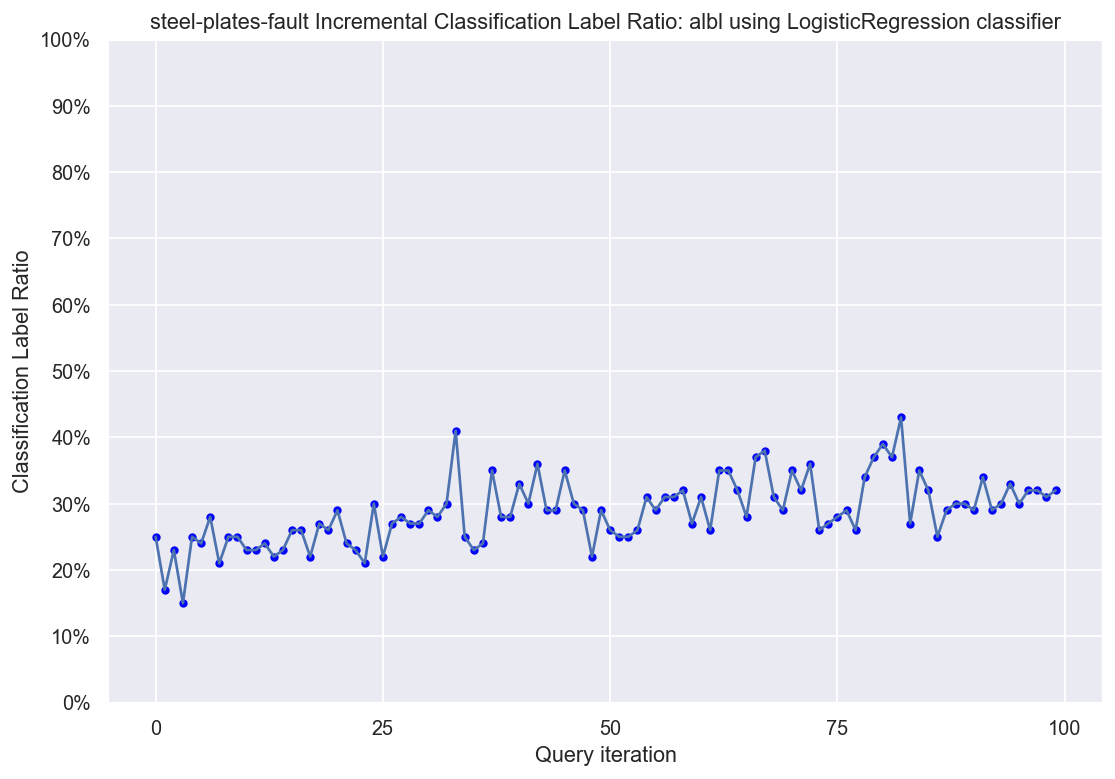 steel-plates-fault Incremental Classification Label Ratio: albl using LogisticRegression classifier
100%
90%
80%
70%
60%
50%
40%
30%
20%
10%
0%
Classification Label Ratio
0 25 50 75 100
Query iteration